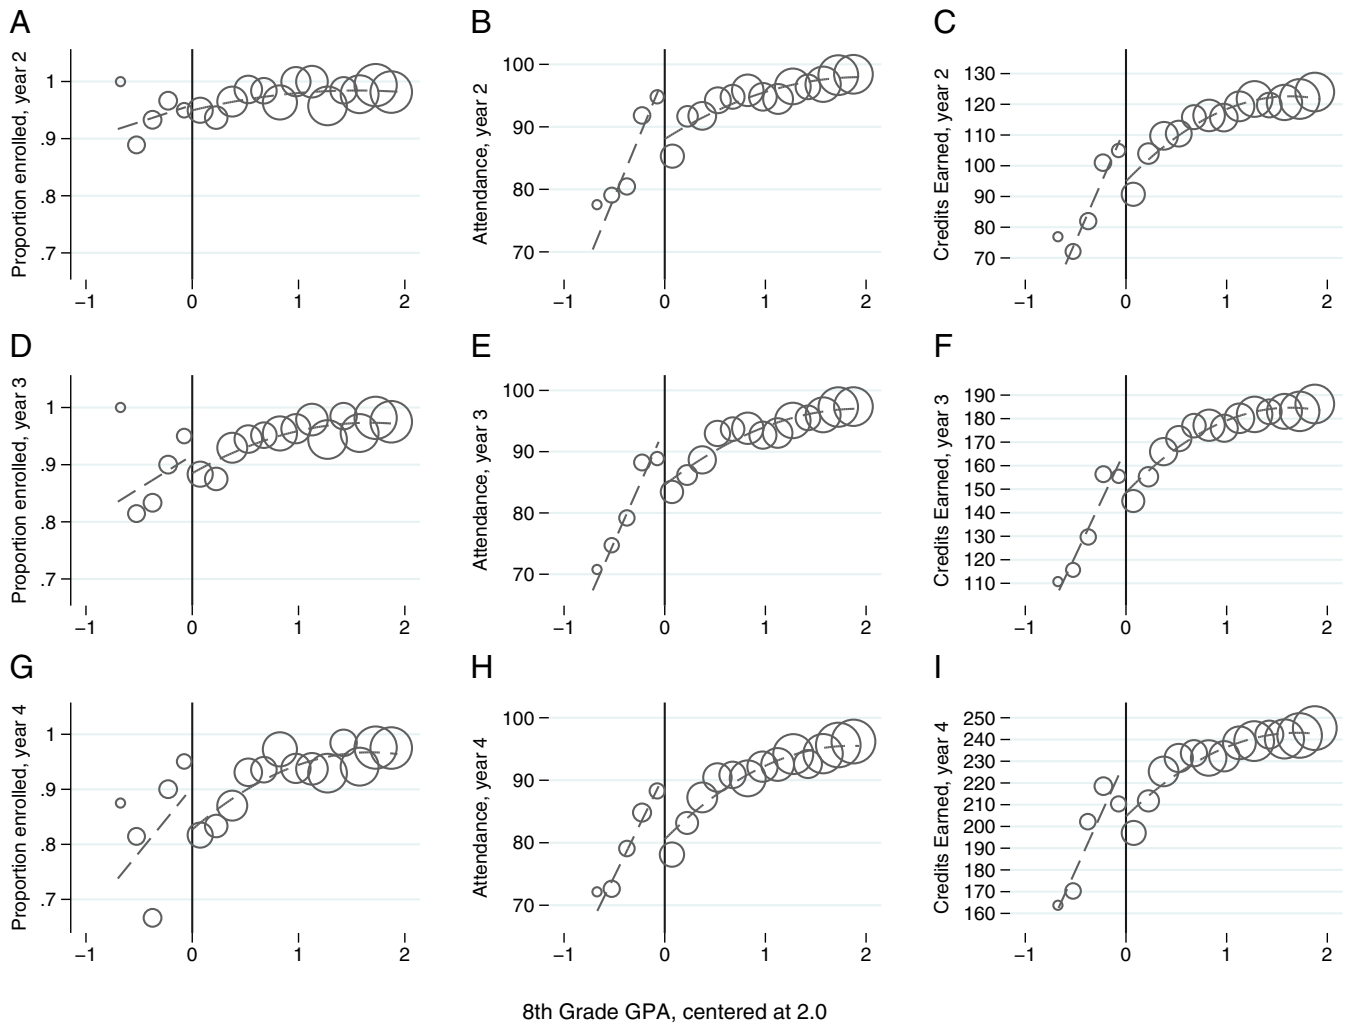 A B C
Proportion enrolled, year 2
1
.9
.8
.7
−1 0 1 2
Attendance, year 2
100
90
80
70
−1 0 1 2
Credits Earned, year 2
130
120
110
100
90
80
70
−1 0 1 2
D E F
Proportion enrolled, year 3
1
.9
.8
.7
−1 0 1 2
Attendance, year 3
100
90
80
70
−1 0 1 2
Credits Earned, year 3
190
180
170
160
150
140
130
120
110
−1 0 1 2
G H I
Proportion enrolled, year 4
1
.9
.8
.7
−1 0 1 2
Attendance, year 4
100
90
80
70
−1 0 1 2
Credits Earned, year 4
250
240
230
220
210
200
190
180
170
160
−1 0 1 2
8th Grade GPA, centered at 2.0